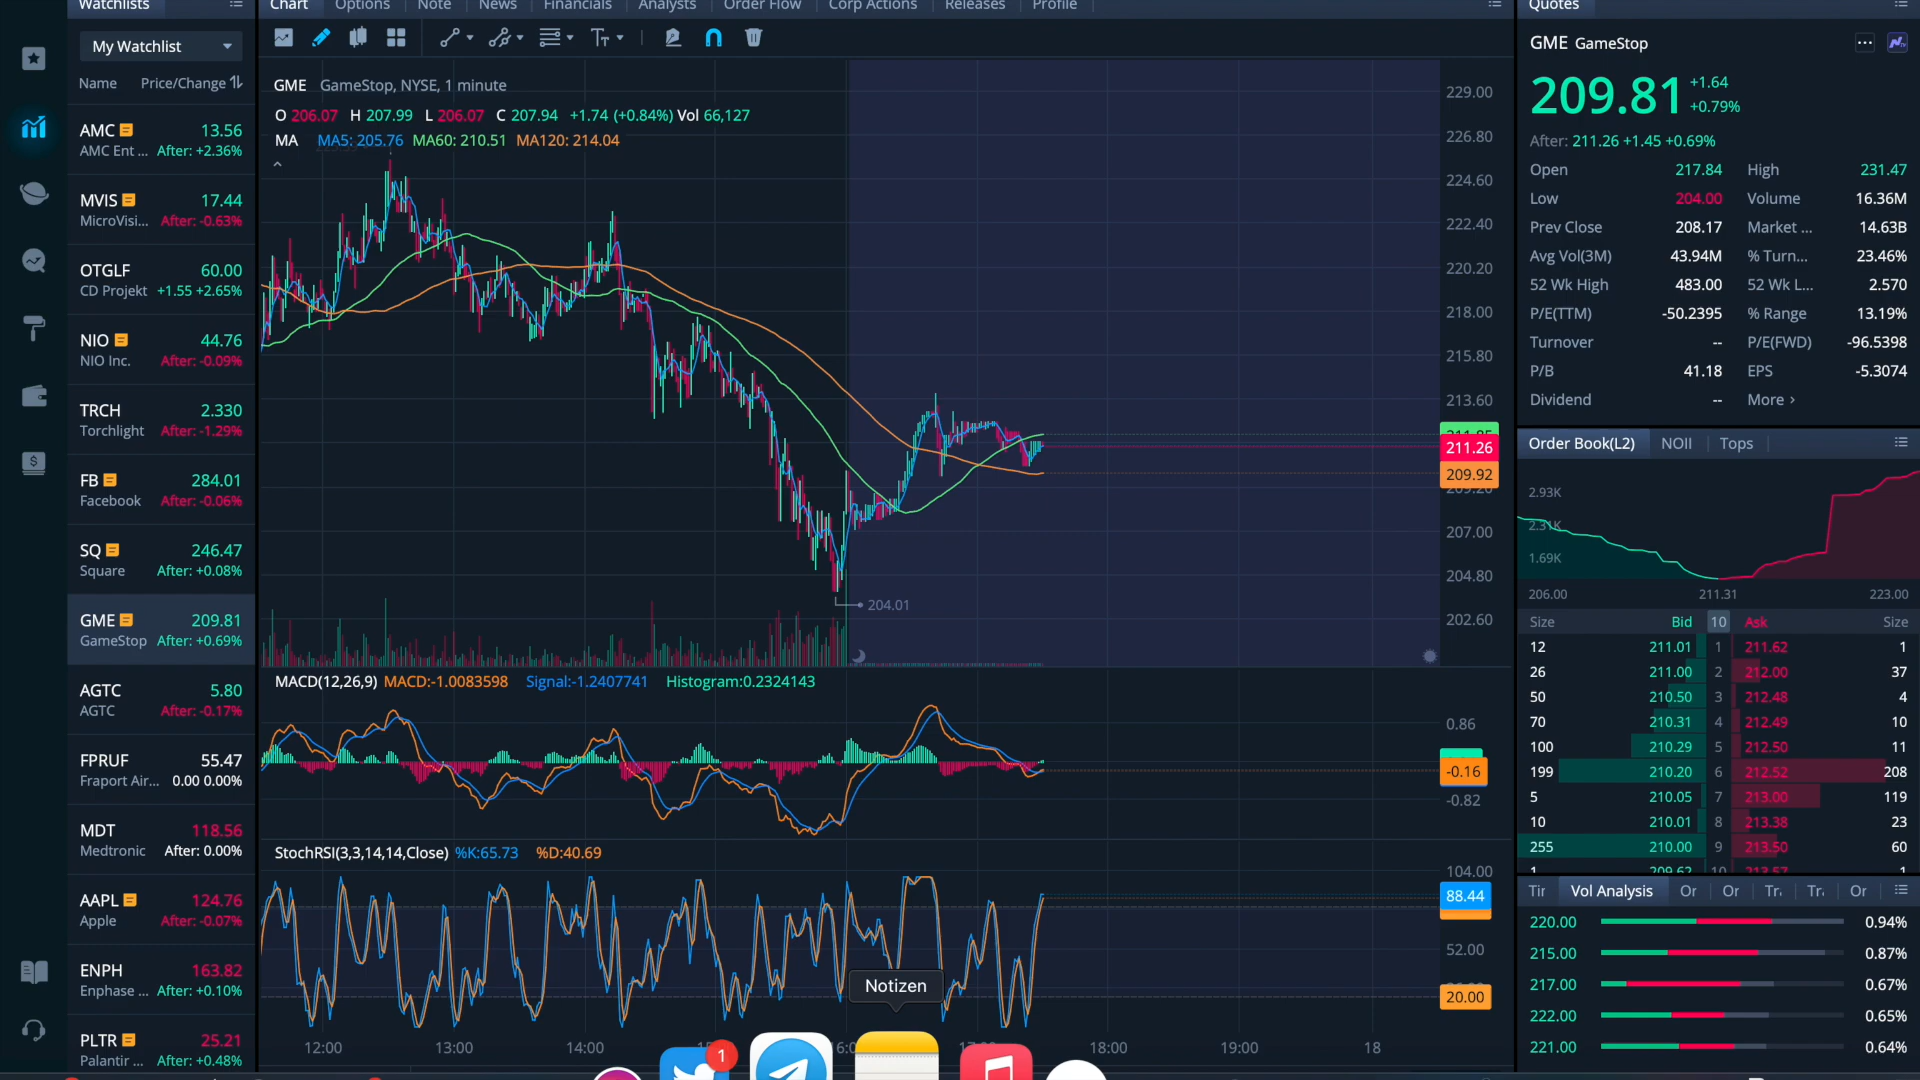 Watchlists
My Watchlist
Name Price/Change
AMC 13.56
AMC Ent ... After: +2.36%
MVIS 17.44
MicroVisi... After: -0.63%
OTGLF 60.00
CD Projekt +1.55 +2.65%
NIO 44.76
NIO Inc. After: -0.09%
TRCH 2.330
Torchlight After: -1.29%
FB 284.01
Facebook After: -0.06%
SQ 246.47
Square After: +0.08%
GME 209.81
GameStop After: +0.69%
AGTC 5.80
AGTC After: -0.17%
FPRUF 55.47
Fraport Air... 0.00 0.00%
MDT 118.56
Medtronic After: 0.00%
AAPL 124.76
Apple After: -0.07%
ENPH 163.82
Enphase ... After: +0.10%
PLTR 25.21
Palantir ... After: +0.48%
Chart Options Note News Financials Analysts Order Flow Corp Actions Releases Profile
GME GameStop, NYSE, 1 minute
O 206.07 H 207.99 L 206.07 C 207.94 +1.74 (+0.84%) Vol 66,127
MA MA5: 205.76 MA60: 210.51 MA120: 214.04
229.00
226.80
224.60
222.40
220.20
218.00
215.80
213.60
211.26
209.92
207.00
204.80
202.60
204.01
MACD(12,26,9) MACD:-1.0083598 Signal:-1.2407741 Histogram:0.2324143
0.86
-0.16
-0.82
StochRSI(3,3,14,14,Close) %K:65.73 %D:40.69
104.00
88.44
52.00
20.00
Notizen
12:00 13:00 14:00 18:00 19:00 18
1
Quotes
GME GameStop
209.81 +1.64
+0.79%
After: 211.26 +1.45 +0.69%
Open 217.84 High 231.47
Low 204.00 Volume 16.36M
Prev Close 208.17 Market ... 14.63B
Avg Vol(3M) 43.94M % Turn... 23.46%
52 Wk High 483.00 52 Wk L... 2.570
P/E(TTM) -50.2395 % Range 13.19%
Turnover -- P/E(FWD) -96.5398
P/B 41.18 EPS -5.3074
Dividend -- More >
Order Book(L2) NOII Tops
2.93K
2.31K
1.69K
206.00 211.31 223.00
Size Bid 10 Ask Size
12 211.01 1 211.62 1
26 211.00 2 212.00 37
50 210.50 3 212.48 4
70 210.31 4 212.49 10
100 210.29 5 212.50 11
199 210.20 6 212.52 208
5 210.05 7 213.00 119
10 210.01 8 213.38 23
255 210.00 9 213.50 60
1 209.62 10 213.57 1
Tir Vol Analysis Or Or Tr. Tr. Or
220.00 0.94%
215.00 0.87%
217.00 0.67%
222.00 0.65%
221.00 0.64%